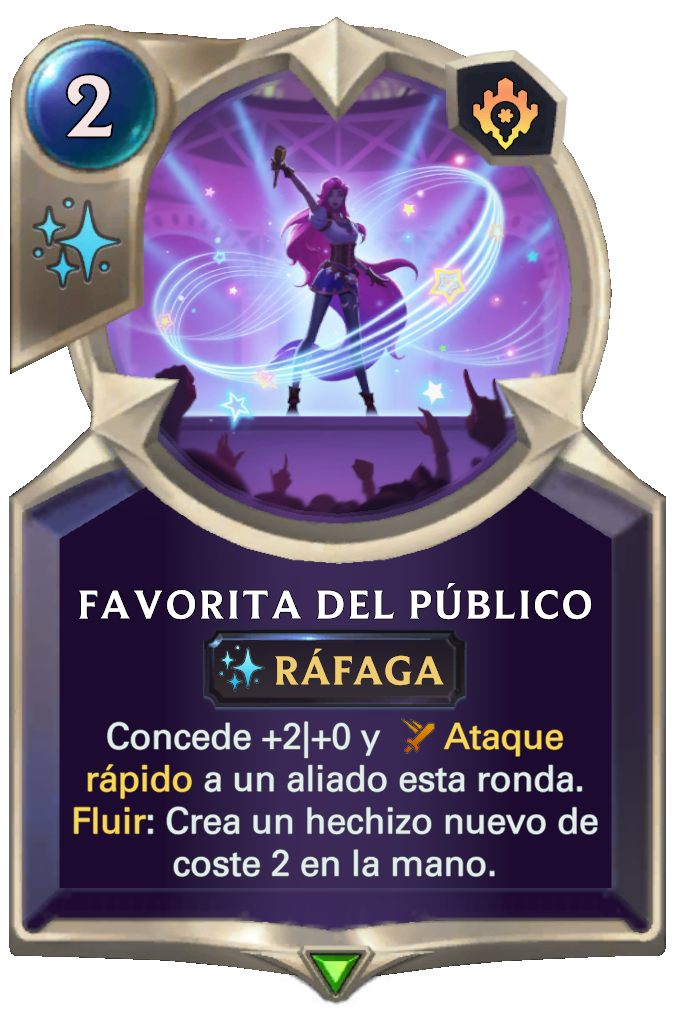 2
FAVORITA DEL PÚBLICO
RÁFAGA
Concede +2|+0 y Ataque
rápido a un aliado esta ronda.
Fluir: Crea un hechizo nuevo de
coste 2 en la mano.